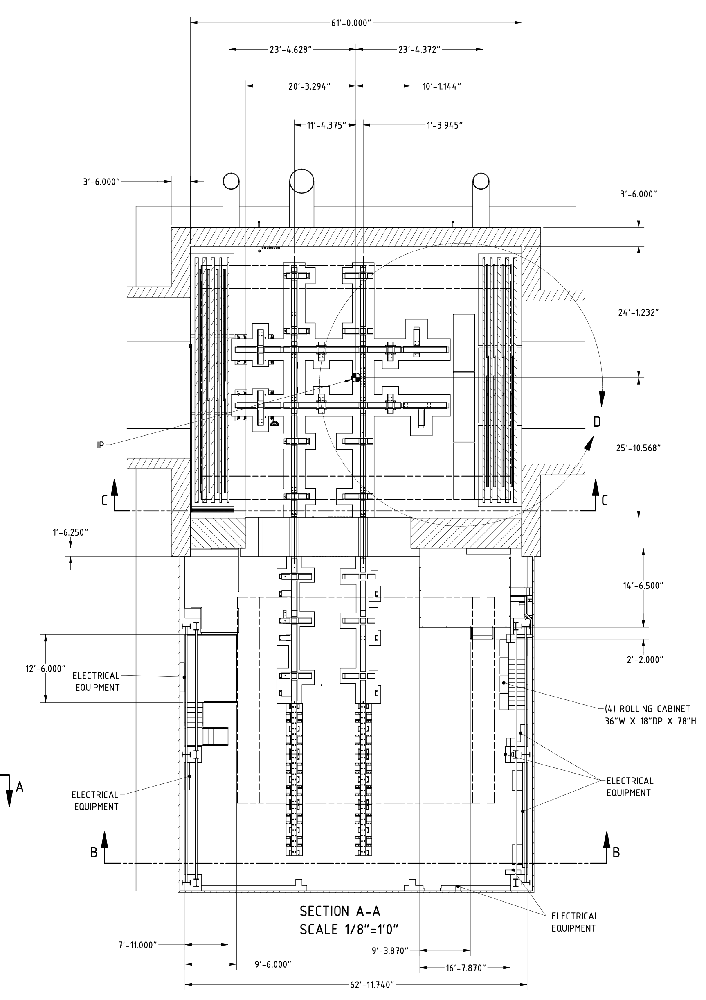 61'-0.000"
23'-4.628"
23'-4.372"
20'-3.294"
10'-1.144"
11'-4.375"
1'-3.945"
3'-6.000"
3'-6.000"
24'-1.232"
D
IP
25'-10.568"
C
C
1'-6.250"
14'-6.500"
2'-2.000"
12'-6.000"
ELECTRICAL
EQUIPMENT
(4) ROLLING CABINET
36"W X 18"DP X 78"H
A
ELECTRICAL
EQUIPMENT
ELECTRICAL
EQUIPMENT
B
B
SECTION A-A
SCALE 1/8"=1'0"
ELECTRICAL
EQUIPMENT
7'-11.000"
9'-3.870"
9'-6.000"
16'-7.870"
62'-11.740"